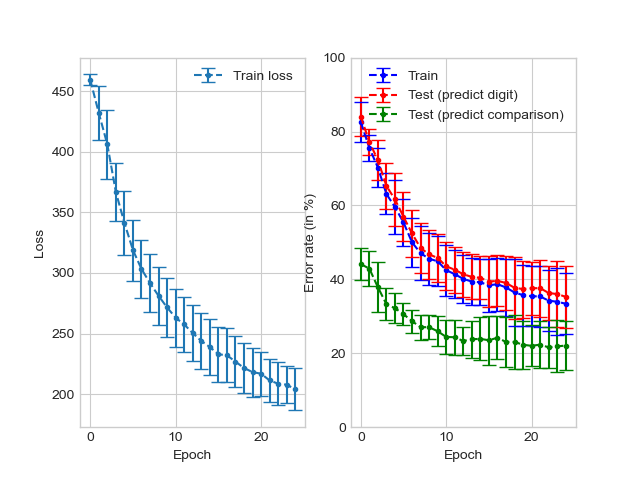 Train loss
450
400
350
300
250
200
Loss
0
10
20
Epoch
Train
Test (predict digit)
Test (predict comparison)
100
80
60
40
20
0
Error rate (in %)
0
10
20
Epoch